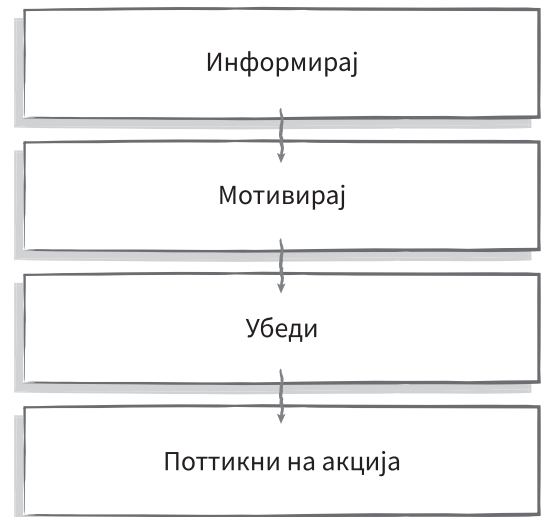 Информирај
Мотивирај
Убеди
Поттикни на акција